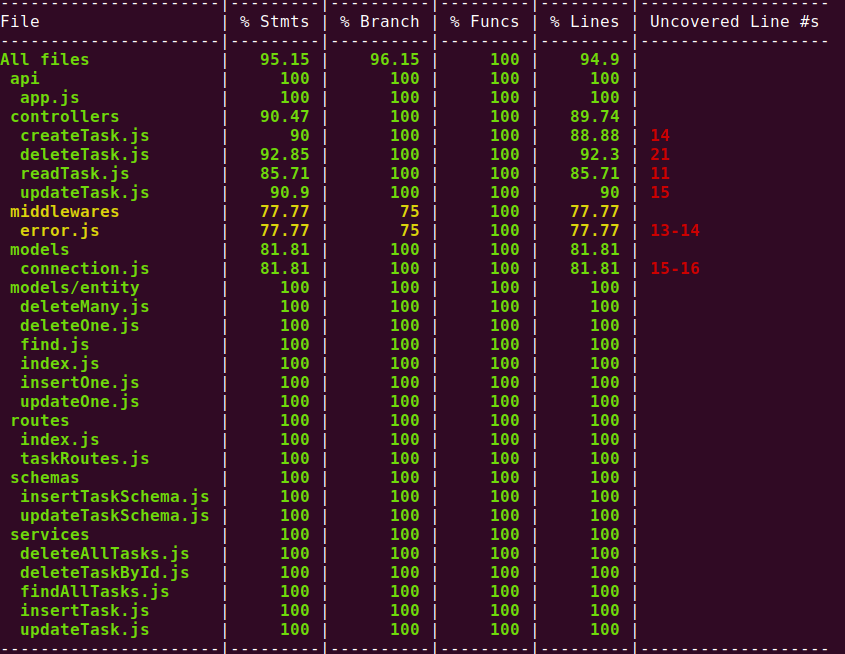 ----------------------|---------|----------|---------|---------|-------------------
File                  | % Stmts | % Branch | % Funcs | % Lines | Uncovered Line #s
----------------------|---------|----------|---------|---------|-------------------
All files             |   95.15 |    96.15 |     100 |    94.9 |
 api                  |     100 |      100 |     100 |     100 |
  app.js              |     100 |      100 |     100 |     100 |
 controllers          |   90.47 |      100 |     100 |   89.74 |
  createTask.js       |      90 |      100 |     100 |   88.88 | 14
  deleteTask.js       |   92.85 |      100 |     100 |    92.3 | 21
  readTask.js         |   85.71 |      100 |     100 |   85.71 | 11
  updateTask.js       |    90.9 |      100 |     100 |      90 | 15
 middlewares          |   77.77 |       75 |     100 |   77.77 |
  error.js            |   77.77 |       75 |     100 |   77.77 | 13-14
 models               |   81.81 |      100 |     100 |   81.81 |
  connection.js       |   81.81 |      100 |     100 |   81.81 | 15-16
 models/entity        |     100 |      100 |     100 |     100 |
  deleteMany.js       |     100 |      100 |     100 |     100 |
  deleteOne.js        |     100 |      100 |     100 |     100 |
  find.js             |     100 |      100 |     100 |     100 |
  index.js            |     100 |      100 |     100 |     100 |
  insertOne.js        |     100 |      100 |     100 |     100 |
  updateOne.js        |     100 |      100 |     100 |     100 |
 routes               |     100 |      100 |     100 |     100 |
  index.js            |     100 |      100 |     100 |     100 |
  taskRoutes.js       |     100 |      100 |     100 |     100 |
 schemas              |     100 |      100 |     100 |     100 |
  insertTaskSchema.js |     100 |      100 |     100 |     100 |
  updateTaskSchema.js |     100 |      100 |     100 |     100 |
 services             |     100 |      100 |     100 |     100 |
  deleteAllTasks.js   |     100 |      100 |     100 |     100 |
  deleteTaskById.js   |     100 |      100 |     100 |     100 |
  findAllTasks.js     |     100 |      100 |     100 |     100 |
  insertTask.js       |     100 |      100 |     100 |     100 |
  updateTask.js       |     100 |      100 |     100 |     100 |
----------------------|---------|----------|---------|---------|-------------------